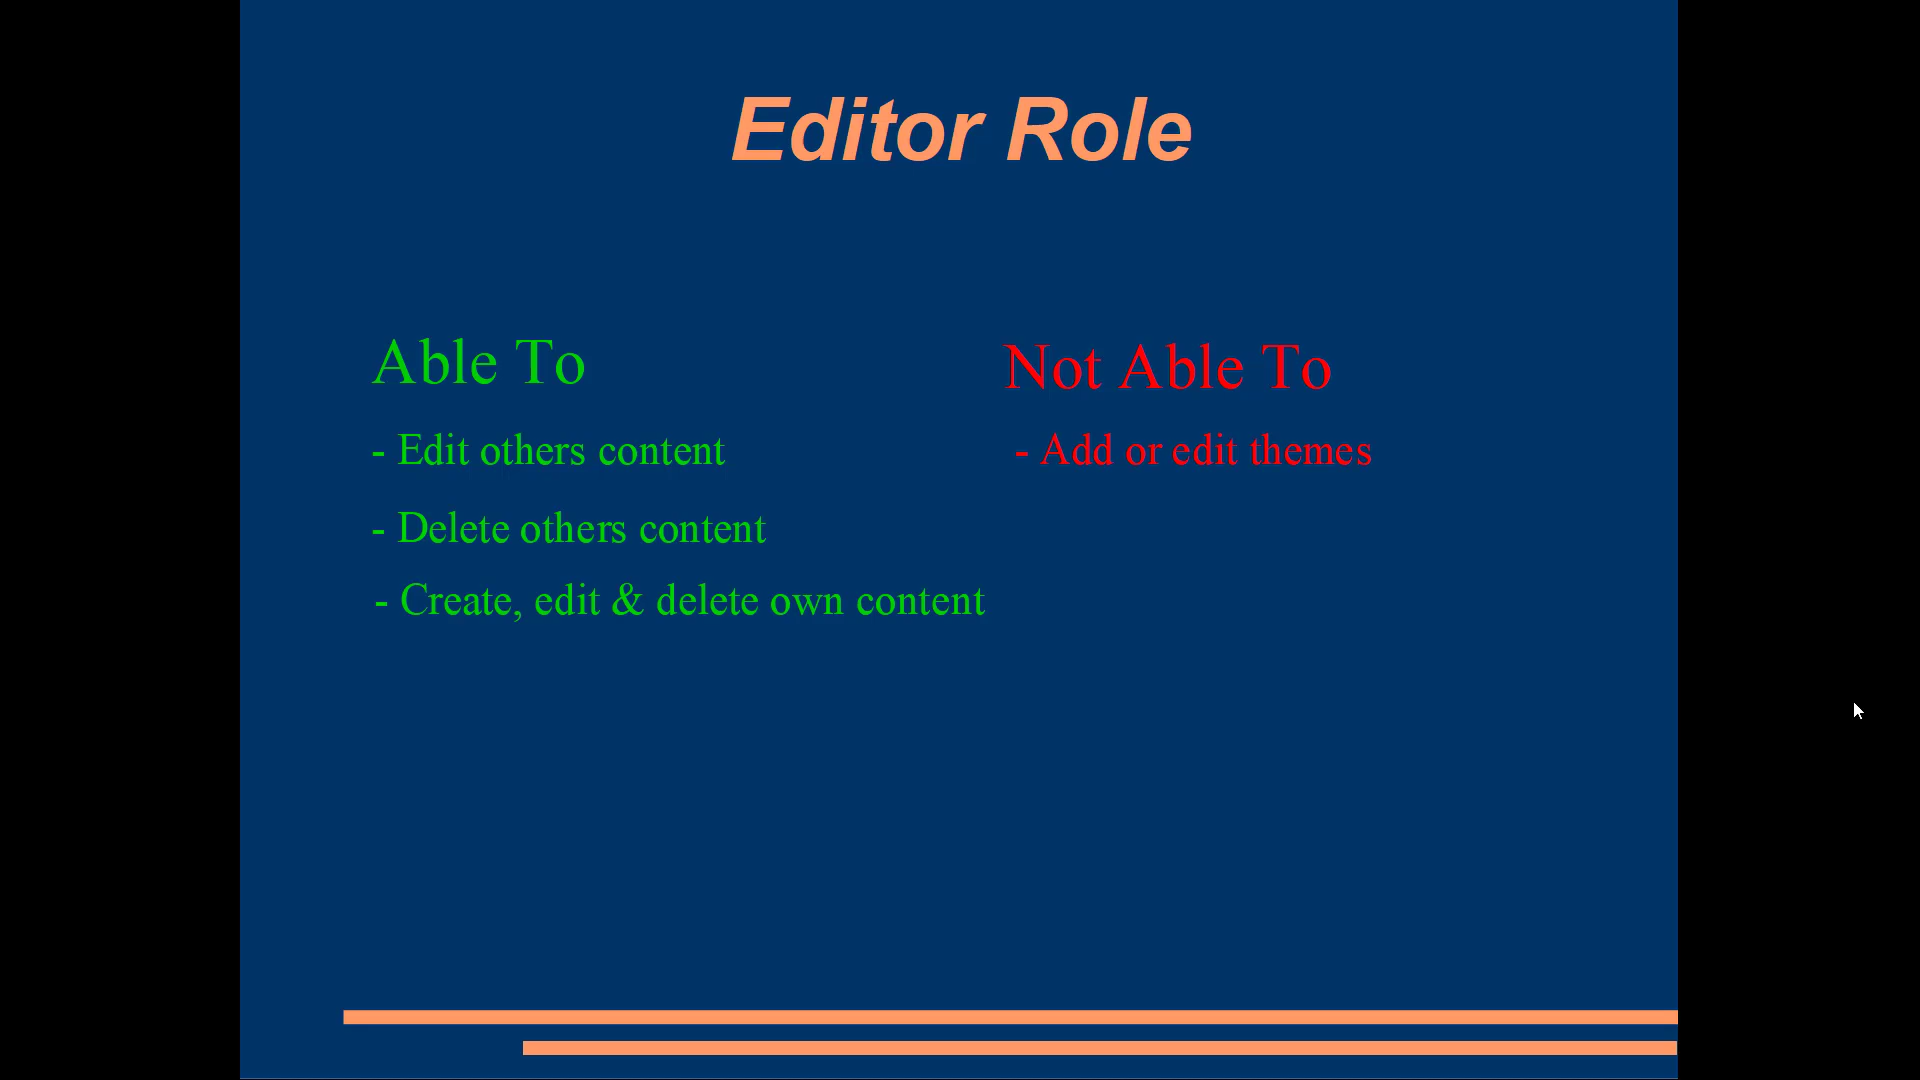 Editor Role
Able To
- Edit others content
- Delete others content
- Create, edit & delete own content
Not Able To
- Add or edit themes